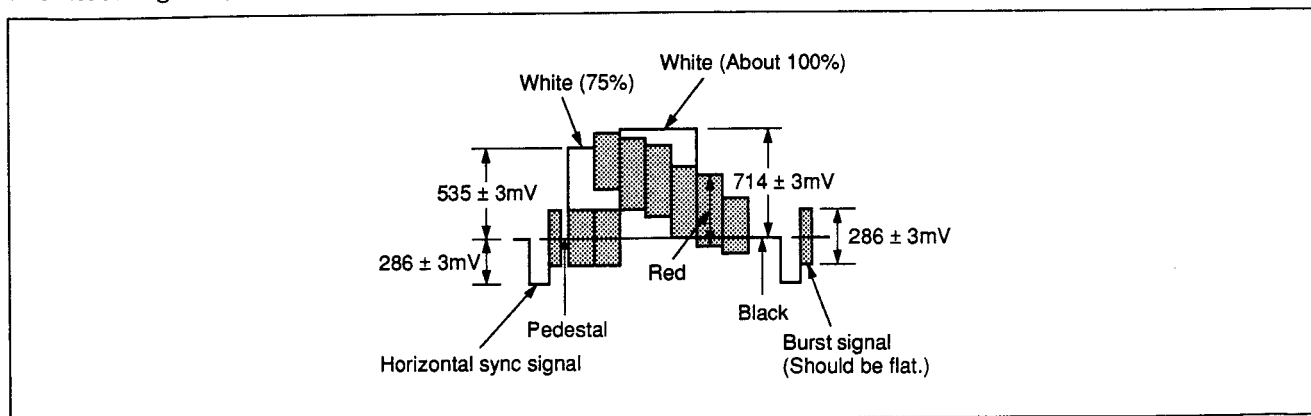 White (About 100%)
White (75%)
535 ± 3mV
714 ± 3mV
286 ± 3mV
286 ± 3mV
Red
Black
Pedestal
Burst signal
(Should be flat.)
Horizontal sync signal